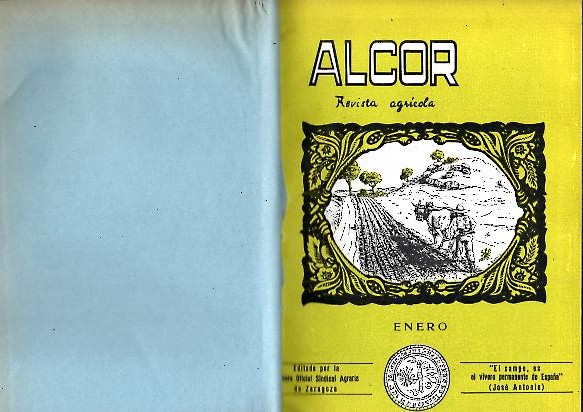 ALCOR
Revista agrícola
ENERO
Editada por la
Oficial Sindical Agraria
de Zaragoza
"El campo, es
el vivero permanente de España"
(José Antonio)